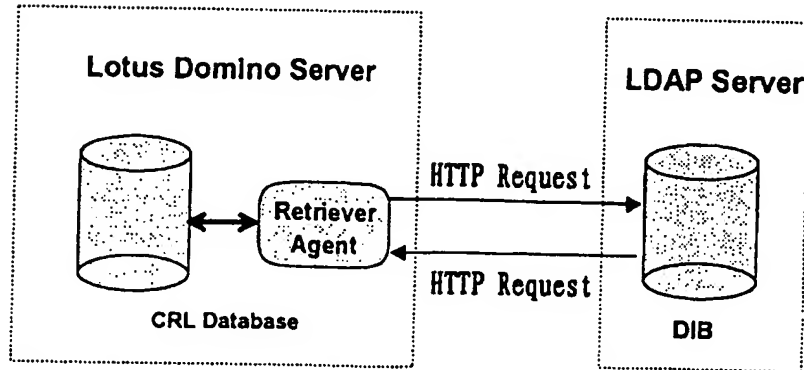 Lotus Domino Server
LDAP Server
HTTP Request
Retriever
Agent
HTTP Request
CRL Database
DIB